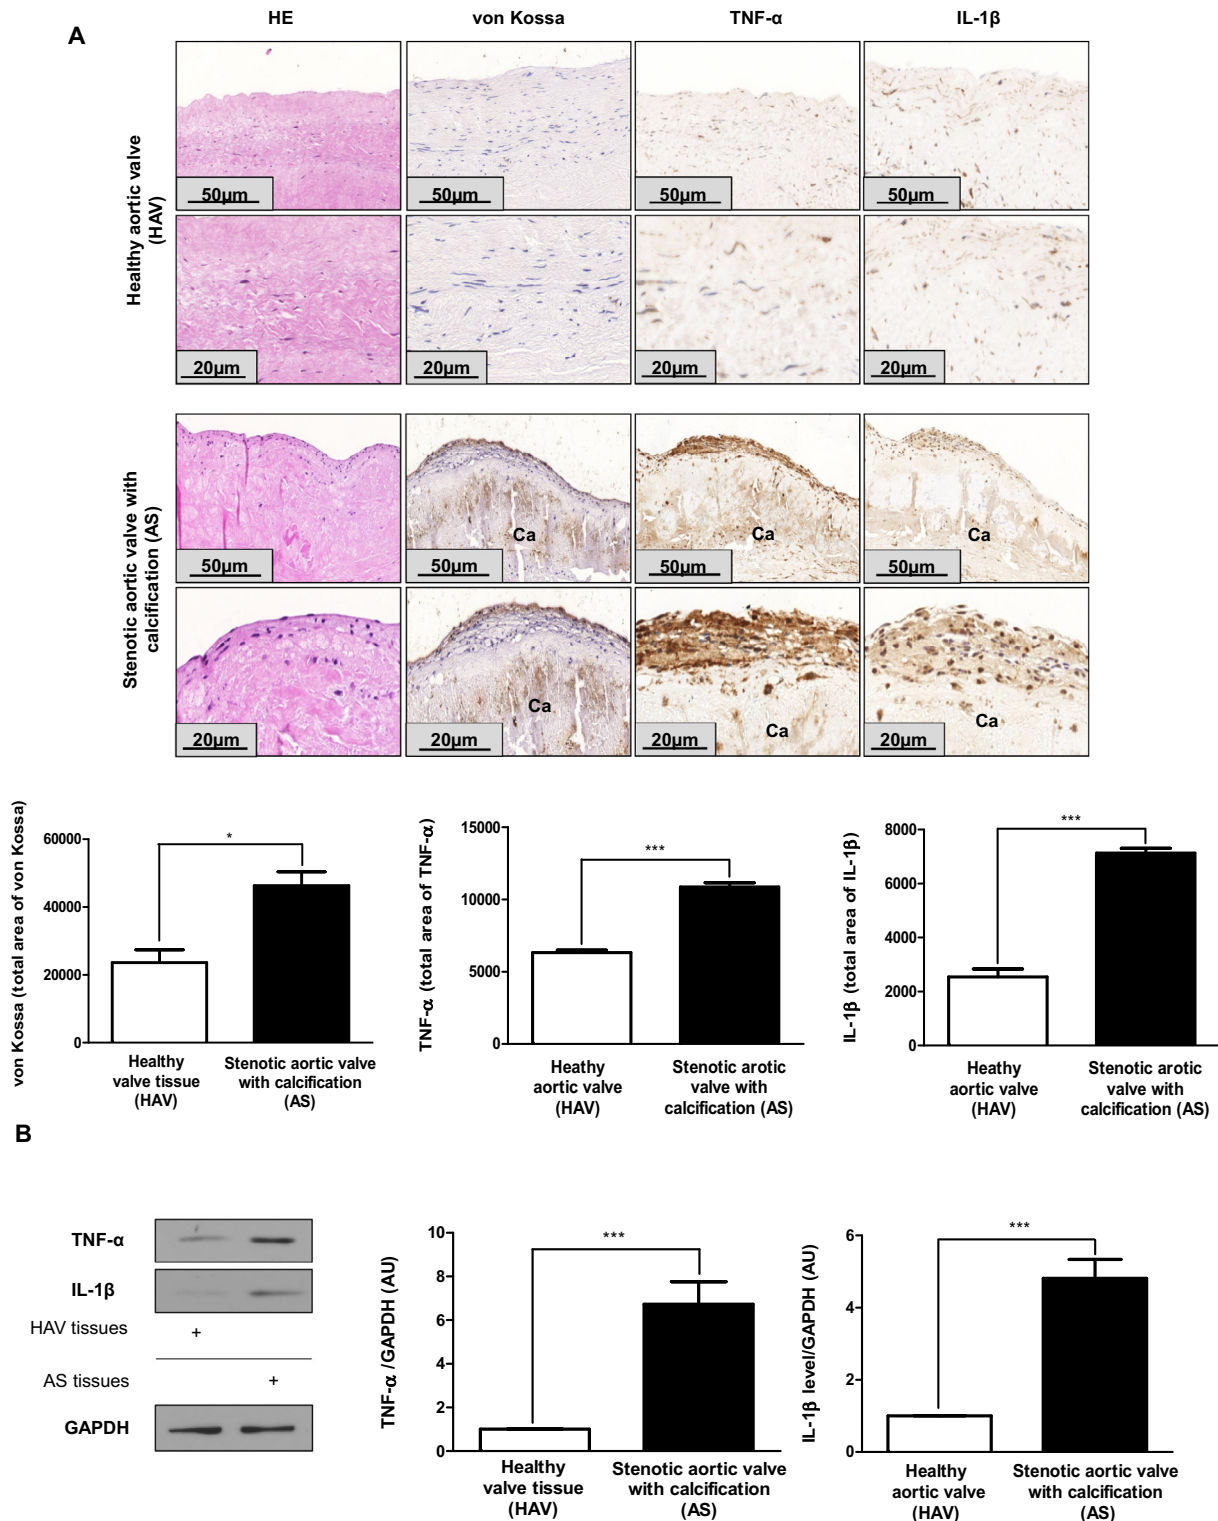 HE
von Kossa
TNF-α
IL-1β
A
Healthy aortic valve
(HAV)
50μm
50μm
50μm
50μm
20μm
20μm
20μm
20μm
Stenotic aortic valve with
calcification (AS)
50μm
Ca
50μm
Ca
50μm
Ca
50μm
20μm
Ca
20μm
Ca
20μm
Ca
20μm
von Kossa (total area of von Kossa)
60000
40000
20000
0
*
Healthy
valve tissue
(HAV)
Stenotic aortic valve
with calcification
(AS)
TNF-α (total area of TNF-α)
15000
10000
5000
0
***
Heathy
aortic valve
(HAV)
Stenotic arotic
valve with
calcification (AS)
IL-1β (total area of IL-1β)
8000
6000
4000
2000
0
***
Heathy
aortic valve
(HAV)
Stenotic arotic
valve with
calcification (AS)
B
TNF-α
IL-1β
HAV tissues +
AS tissues +
GAPDH
TNF-α /GAPDH (AU)
10
8
6
4
2
0
***
Healthy
valve tissue
(HAV)
Stenotic aortic valve
with calcification
(AS)
IL-1β level/GAPDH (AU)
6
4
2
0
***
Healthy
aortic valve
(HAV)
Stenotic aortic valve
with calcification
(AS)